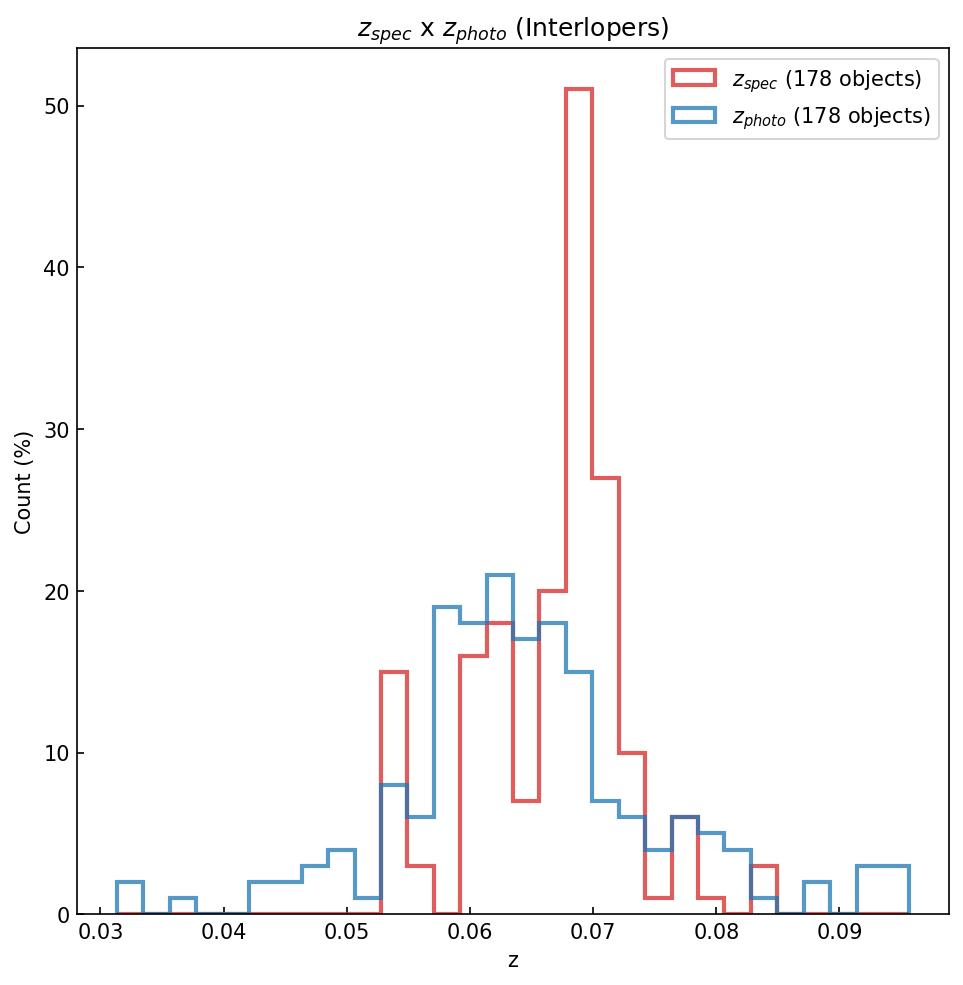 z_spec x z_photo (Interlopers)
z_spec (178 objects)
z_photo (178 objects)
50
40
30
20
10
0
Count (%)
0.03 0.04 0.05 0.06 0.07 0.08 0.09
z